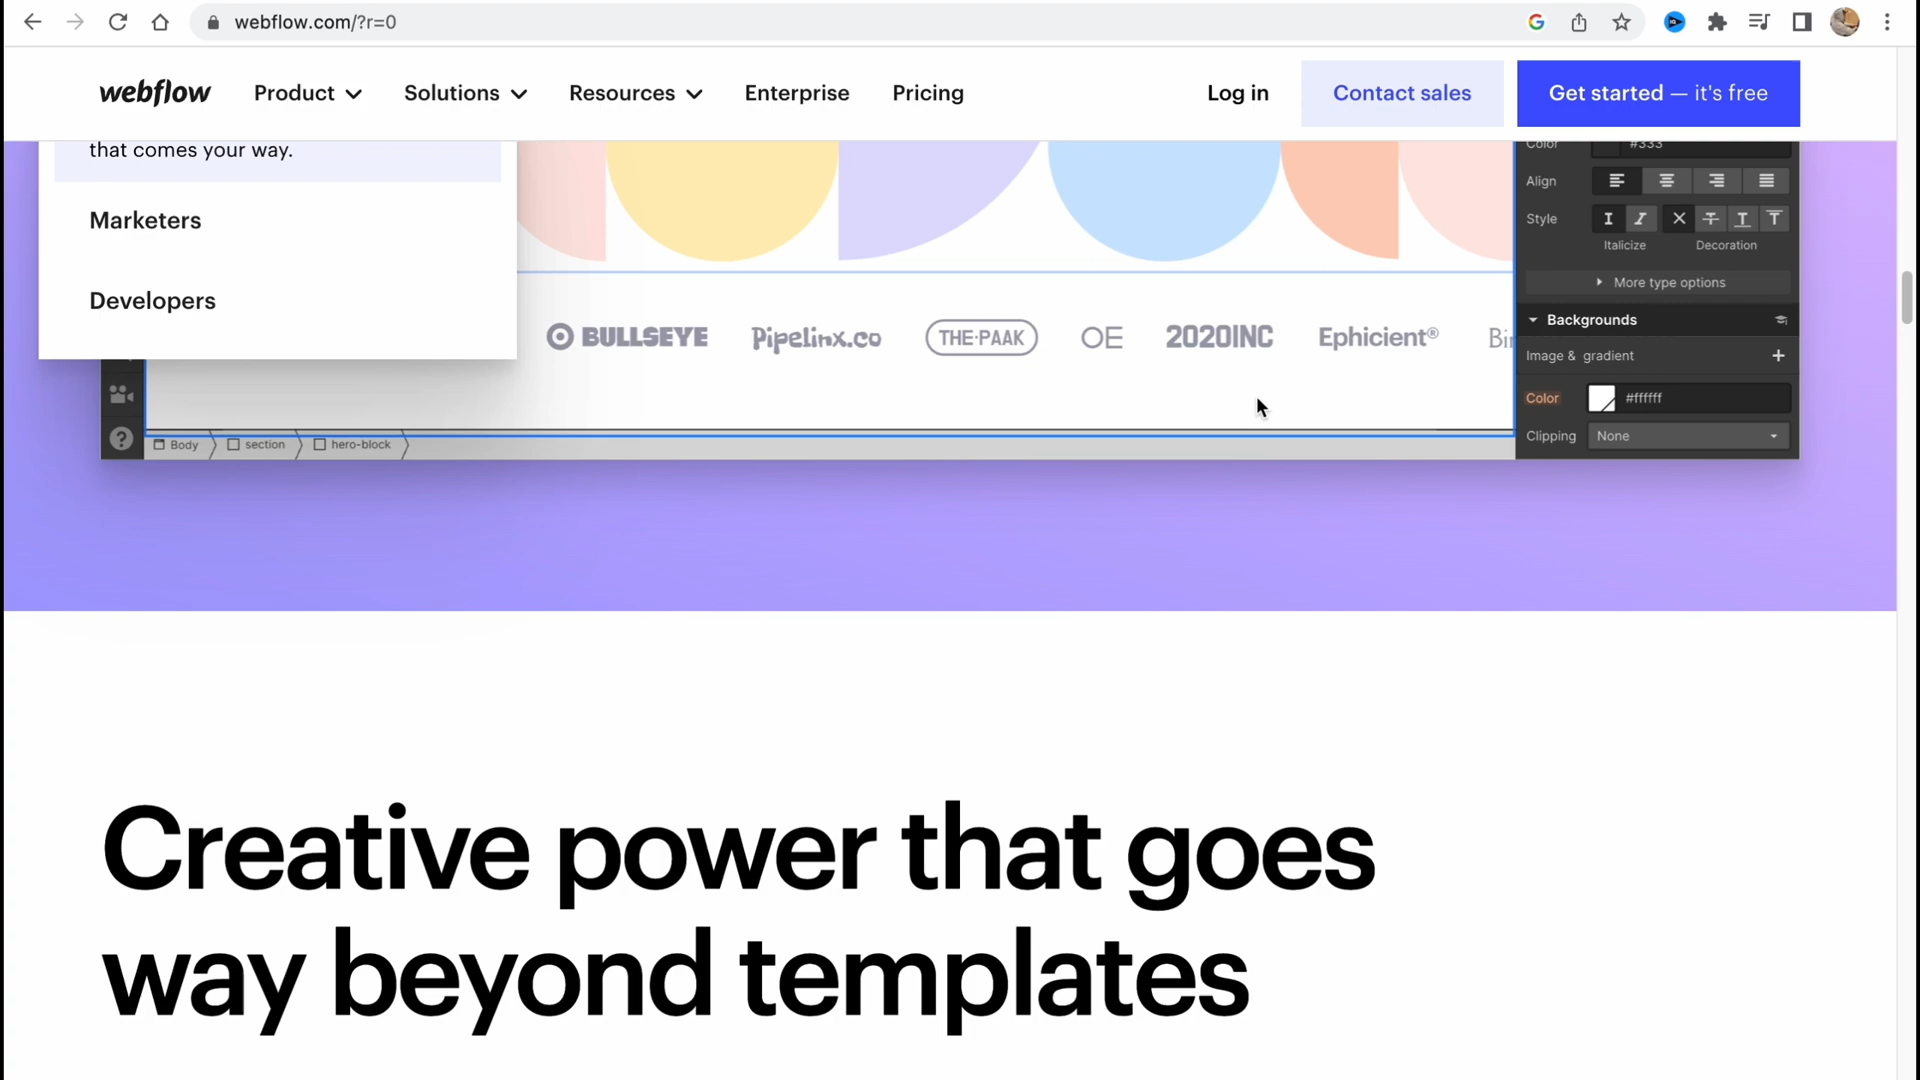 webflow.com/?r=0
webflow
Product
Solutions
Resources
Enterprise
Pricing
Log in
Contact sales
Get started — it's free
that comes your way.
Marketers
Developers
BULLSEYE
Pipelinx.co
THE-PAAK
OE
2020INC
Ephicient®
Color
#333
Align
Style
Italicize
Decoration
More type options
Backgrounds
Image & gradient
Color
#ffffff
Clipping
None
Body
section
hero-block
Creative power that goes
way beyond templates